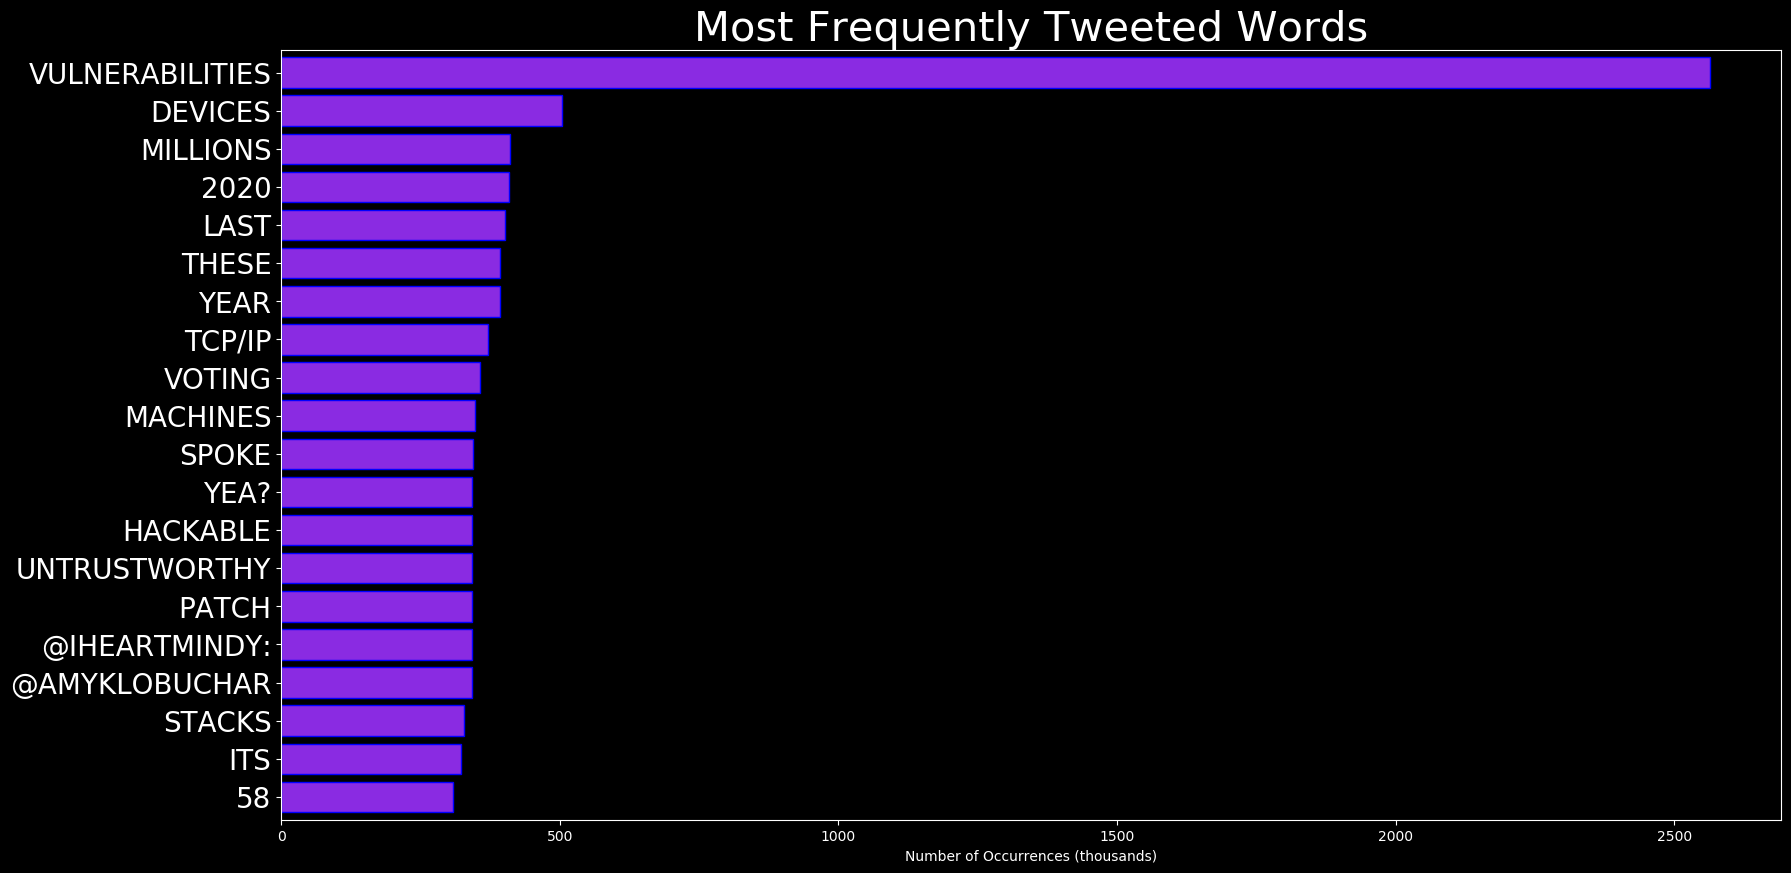 Most Frequently Tweeted Words
VULNERABILITIES
DEVICES
MILLIONS
2020
LAST
THESE
YEAR
TCP/IP
VOTING
MACHINES
SPOKE
YEA?
HACKABLE
UNTRUSTWORTHY
PATCH
@IHEARTMINDY:
@AMYKLOBUCHAR
STACKS
ITS
58
0 500 1000 1500 2000 2500
Number of Occurrences (thousands)